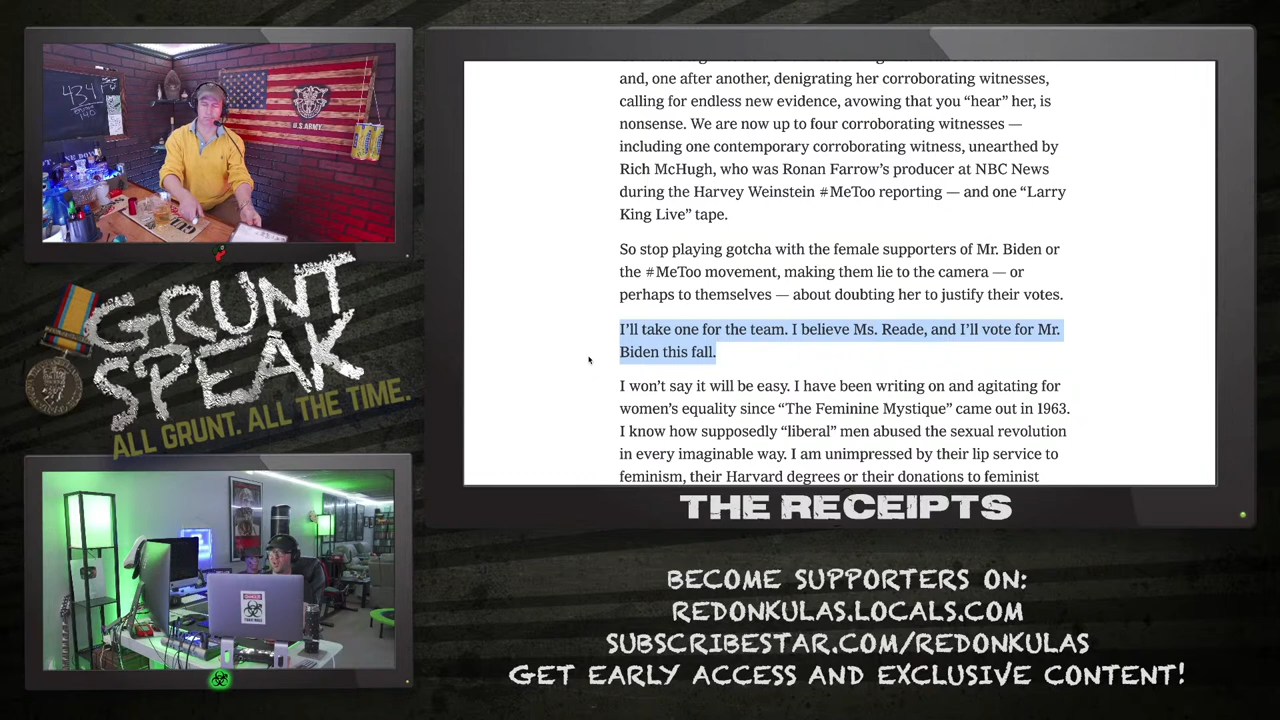 434
U.S. ARMY
GRUNT
SPEAK
ALL GRUNT. ALL THE TIME.
and, one after another, denigrating her corroborating witnesses,
calling for endless new evidence, avowing that you “hear” her, is
nonsense. We are now up to four corroborating witnesses —
including one contemporary corroborating witness, unearthed by
Rich McHugh, who was Ronan Farrow’s producer at NBC News
during the Harvey Weinstein #MeToo reporting — and one “Larry
King Live” tape.
So stop playing gotcha with the female supporters of Mr. Biden or
the #MeToo movement, making them lie to the camera — or
perhaps to themselves — about doubting her to justify their votes.
I’ll take one for the team. I believe Ms. Reade, and I’ll vote for Mr.
Biden this fall.
I won’t say it will be easy. I have been writing on and agitating for
women’s equality since “The Feminine Mystique” came out in 1963.
I know how supposedly “liberal” men abused the sexual revolution
in every imaginable way. I am unimpressed by their lip service to
feminism, their Harvard degrees or their donations to feminist
THE RECEIPTS
BECOME SUPPORTERS ON:
REDONKULAS.LOCALS.COM
SUBSCRIBESTAR.COM/REDONKULAS
GET EARLY ACCESS AND EXCLUSIVE CONTENT!